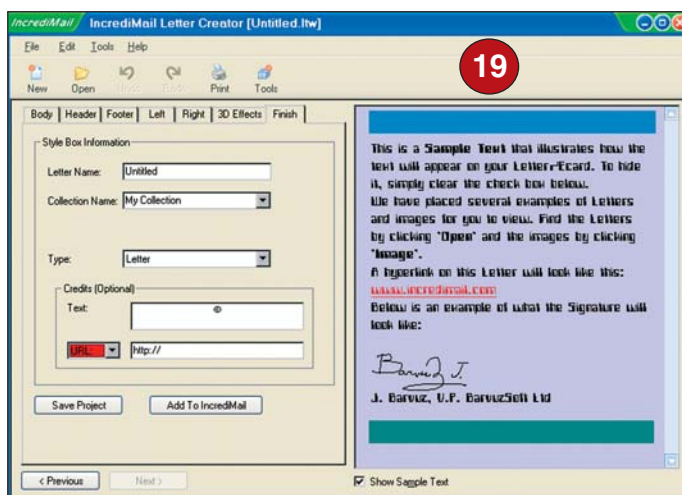 IncrediMail IncrediMail Letter Creator [Untitled.ltw]
File Edit Tools Help
19
New Open Undo Redo Print Tools
Body Header Footer Left Right 3D Effects Finish
Style Box Information
Letter Name: Untitled
Collection Name: My Collection
Type: Letter
Credits (Optional)
Text: ©
URL: http://
Save Project Add To IncrediMail
< Previous Next >
This is a Sample Text that illustrates how the
text will appear on your Letter-Ecard. To hide
it, simply clear the check box below.
We have placed several examples of Letters
and images for you to view. Find the Letters
by clicking "Open" and the images by clicking
"Image".
A hyperlink on this Letter will look like this:
www.incredimail.com
Below is an example of what the Signature will
look like:
Barvuz J.
J. Barvuz, V.P. BarvuzSoft Ltd
Show Sample Text